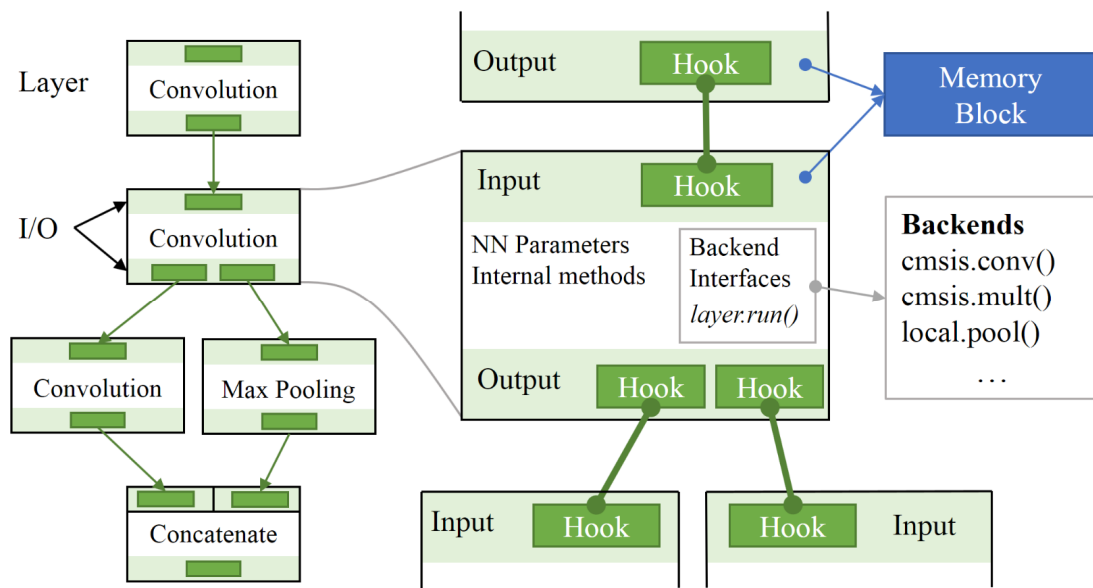 Layer
Convolution
I/O
Convolution
Convolution
Max Pooling
Concatenate
Output
Hook
Memory
Block
Input
Hook
NN Parameters
Internal methods
Backend
Interfaces
layer.run()
Backends
cmsis.conv()
cmsis.mult()
local.pool()
…
Output
Hook
Hook
Input
Hook
Hook
Input